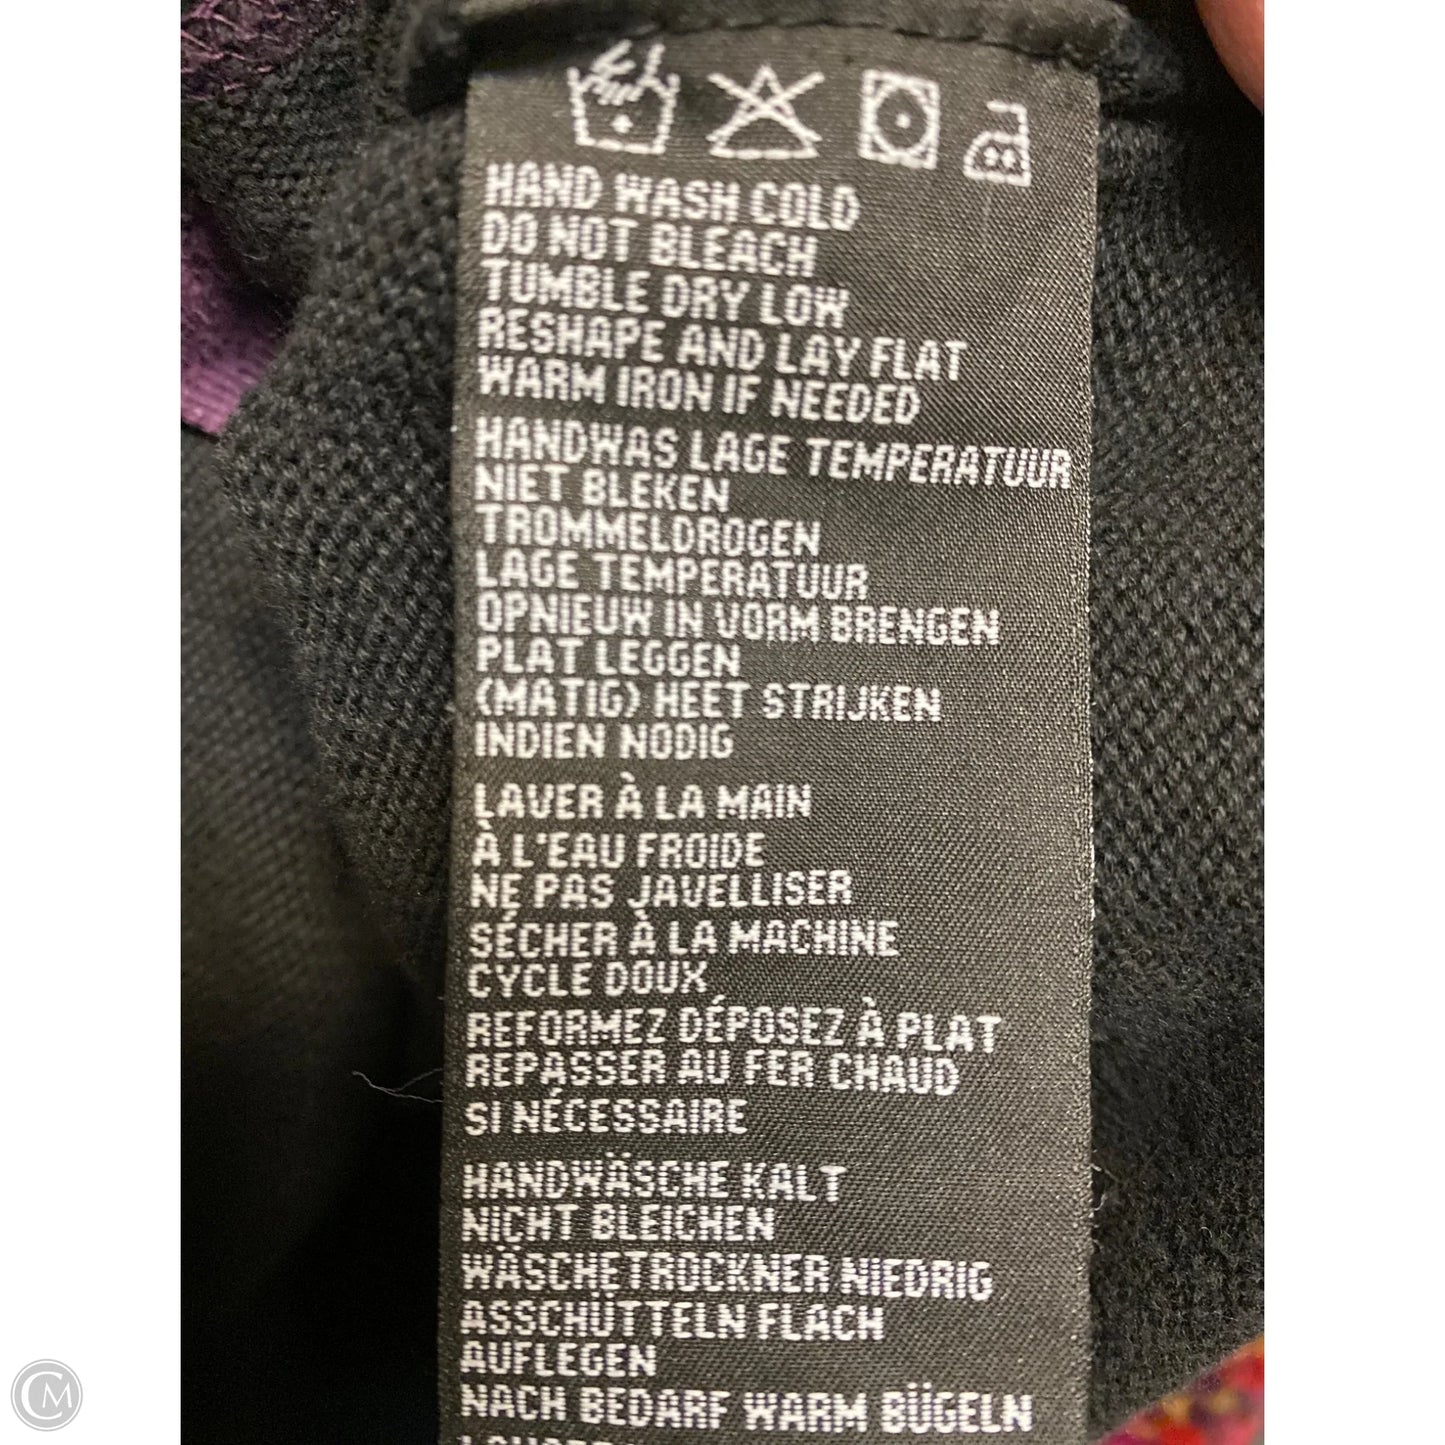 HAND WASH COLD
DO NOT BLEACH
TUMBLE DRY LOW
RESHAPE AND LAY FLAT
WARM IRON IF NEEDED
HANDWAS LAGE TEMPERATUUR
NIET BLEKEN
TROMMELDROGEN
LAGE TEMPERATUUR
OPNIEUW IN VORM BRENGEN
PLAT LEGGEN
(MATIG) HEET STRIJKEN
INDIEN NODIG
LAVER À LA MAIN
À L'EAU FROIDE
NE PAS JAVELLISER
SÉCHER À LA MACHINE
CYCLE DOUX
REFORMEZ DÉPOSEZ À PLAT
REPASSER AU FER CHAUD
SI NÉCESSAIRE
HANDWÄSCHE KALT
NICHT BLEICHEN
WÄSCHETROCKNER NIEDRIG
ASSCHÜTTELN FLACH
AUFLEGEN
NACH BEDARF WARM BÜGELN
CM